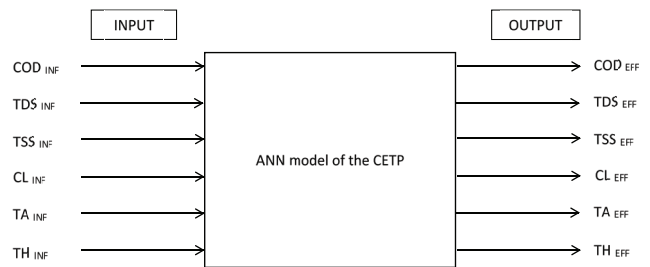 INPUT
OUTPUT
COD INF
COD EFF
TDS INF
TDS EFF
TSS INF
TSS EFF
ANN model of the CETP
CL INF
CL EFF
TA INF
TA EFF
TH INF
TH EFF